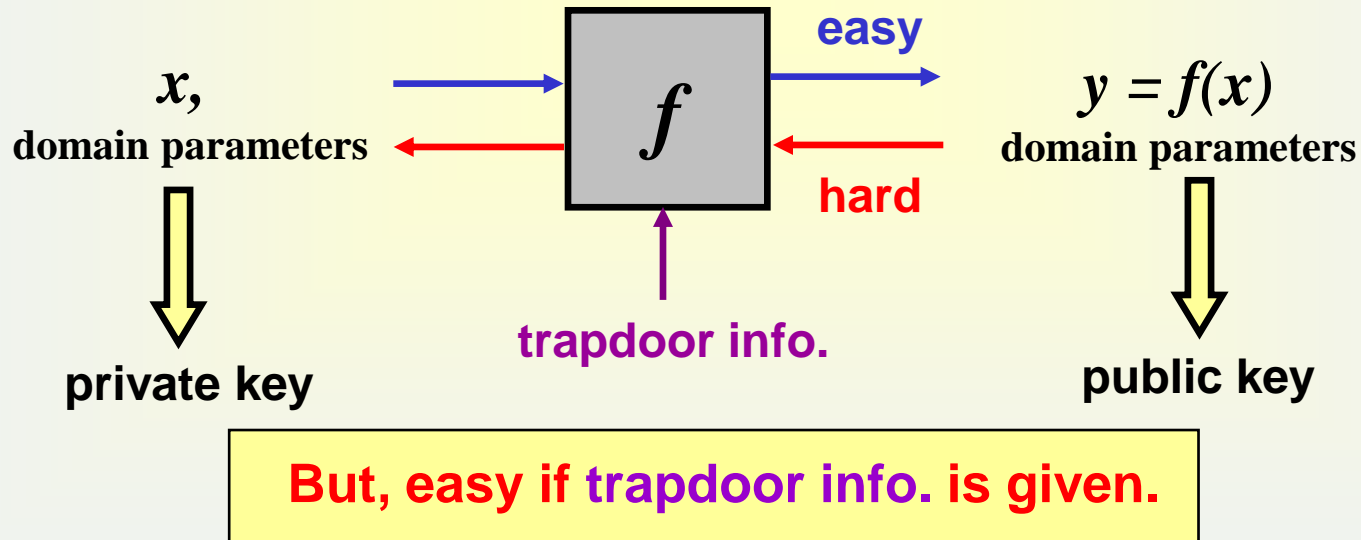 easy
x,
domain parameters
f
y = f(x)
domain parameters
hard
trapdoor info.
private key
public key
But, easy if trapdoor info. is given.